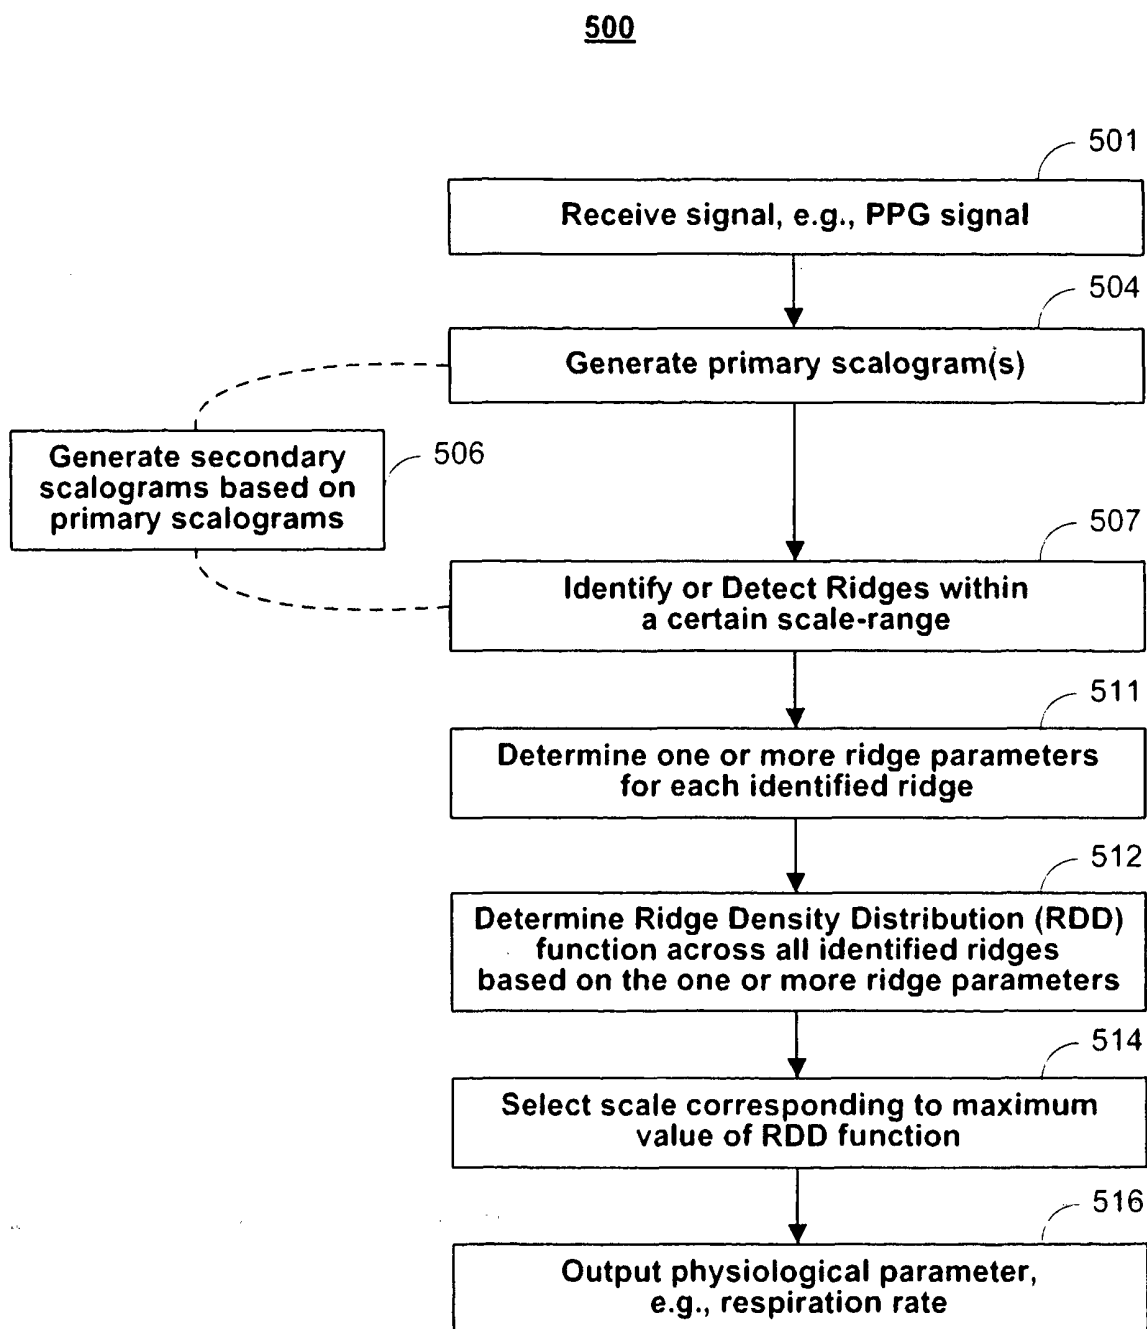 500
501
Receive signal, e.g., PPG signal
504
Generate primary scalogram(s)
Generate secondary
scalograms based on
primary scalograms
506
507
Identify or Detect Ridges within
a certain scale-range
511
Determine one or more ridge parameters
for each identified ridge
512
Determine Ridge Density Distribution (RDD)
function across all identified ridges
based on the one or more ridge parameters
514
Select scale corresponding to maximum
value of RDD function
516
Output physiological parameter,
e.g., respiration rate